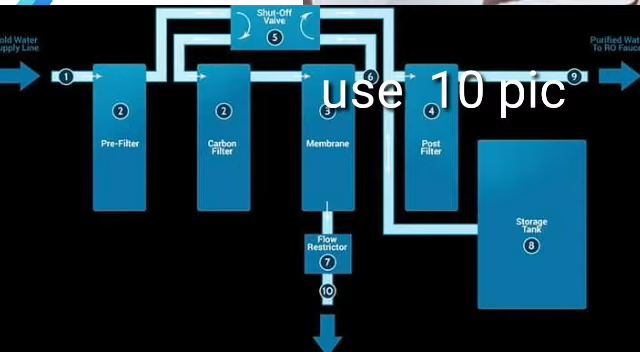 Shut-Off
Valve
5
old Water
upply Line
Purified Wat
To RO Fauc
1
6
9
use 10 pic
2
2
3
4
Pre-Filter
Carbon
Filter
Membrane
Post
Filter
Storage
Tank
8
Flow
Restrictor
7
10